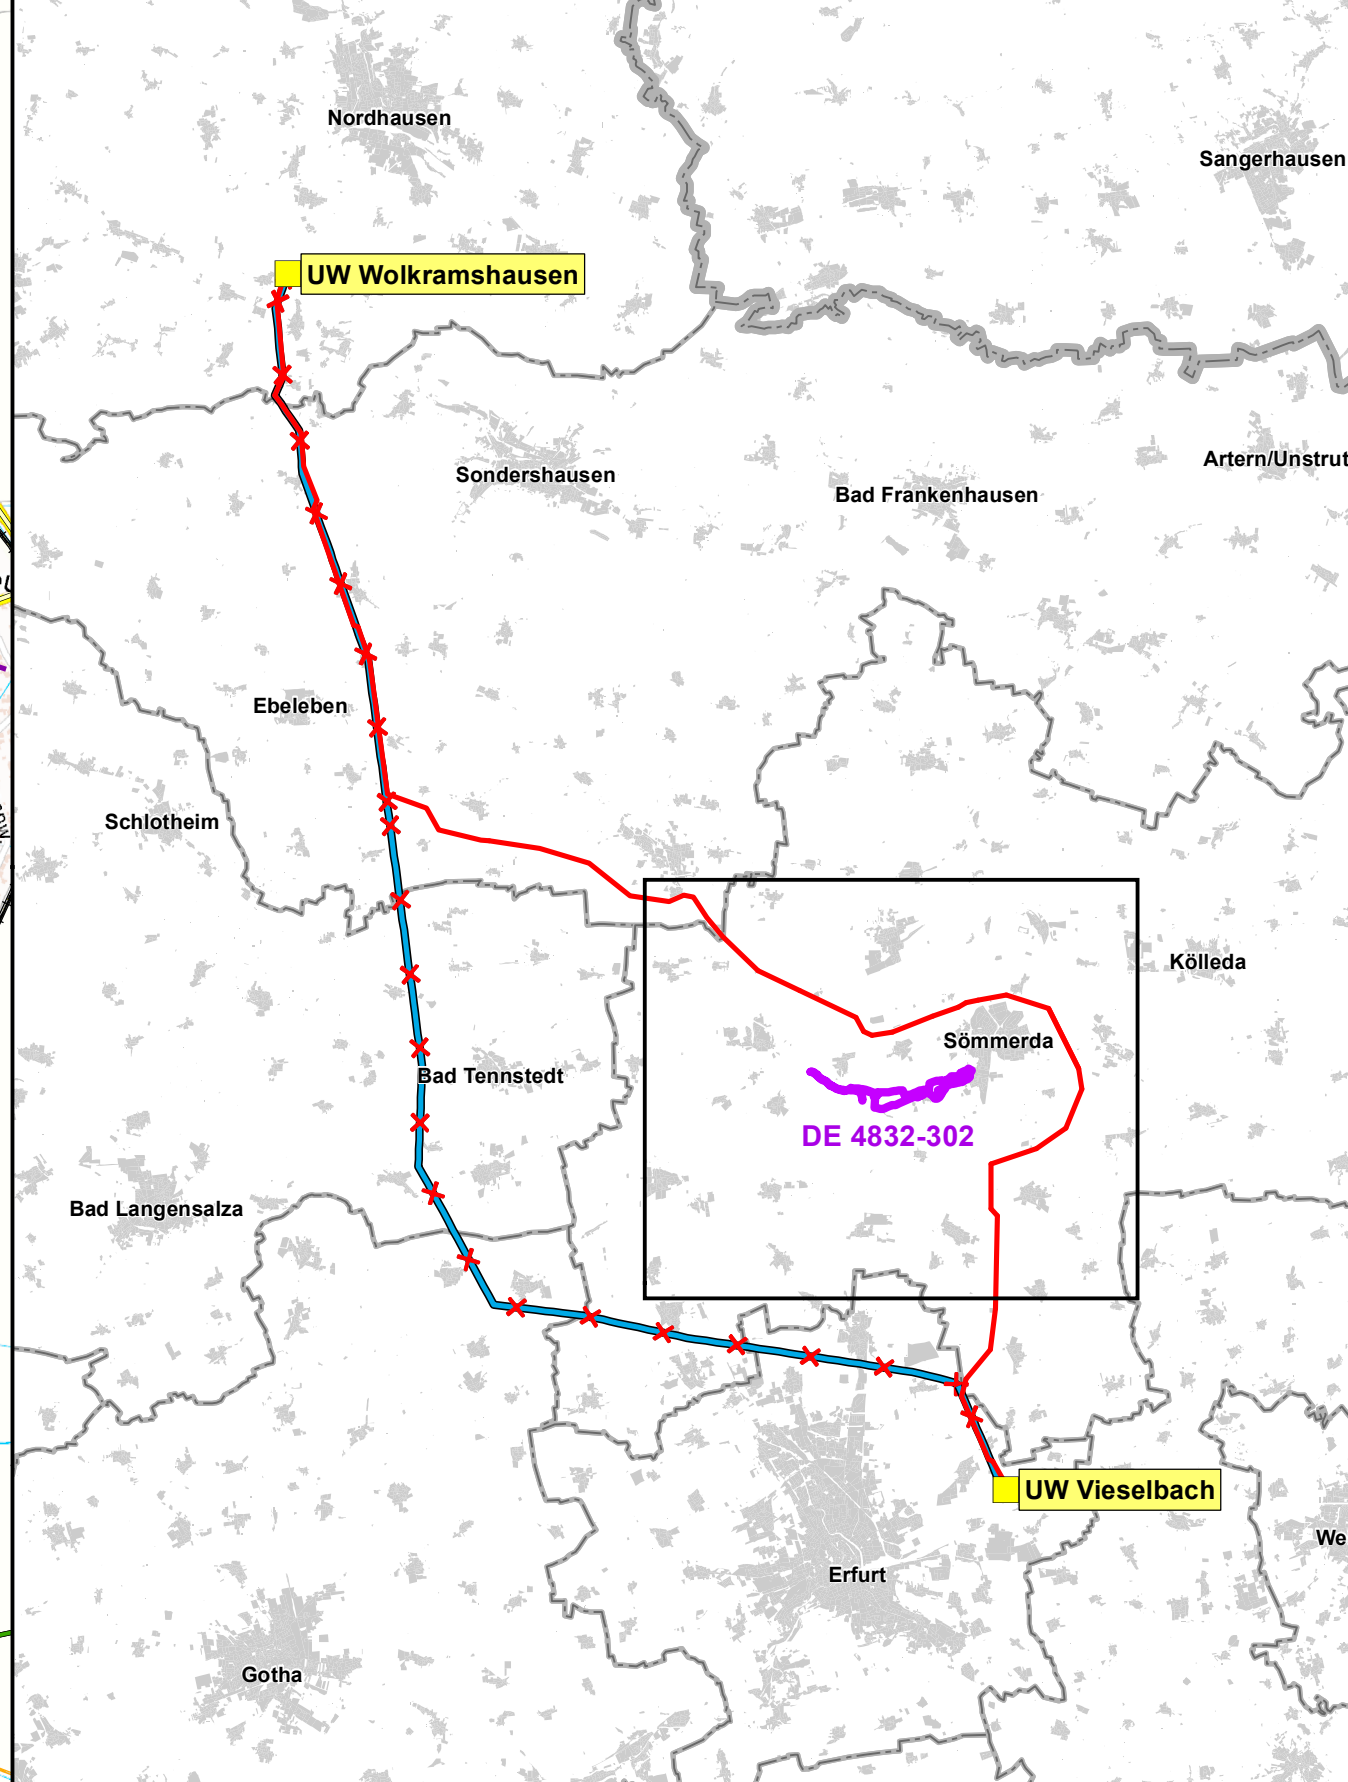 Nordhausen
Sangerhausen
UW Wolkramshausen
Artern/Unstrut
Sondershausen
Bad Frankenhausen
Ebeleben
Schlotheim
Kölleda
Sömmerda
Bad Tennstedt
DE 4832-302
Bad Langensalza
UW Vieselbach
We
Erfurt
Gotha